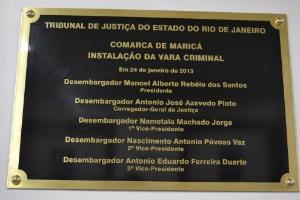 TRIBUNAL DE JUSTIÇA DO ESTADO DO RIO DE JANEIRO
COMARCA DE MARICÁ
INSTALAÇÃO DA VARA CRIMINAL
Em 24 de janeiro de 2013
Desembargador Manoel Alberto Rebêlo dos Santos
Presidente
Desembargador Antonio José Azevedo Pinto
Corregedor-Geral da Justiça
Desembargador Nametala Machado Jorge
1º Vice-Presidente
Desembargador Nascimento Antonio Póvoas Vaz
2º Vice-Presidente
Desembargador Antonio Eduardo Ferreira Duarte
3º Vice-Presidente